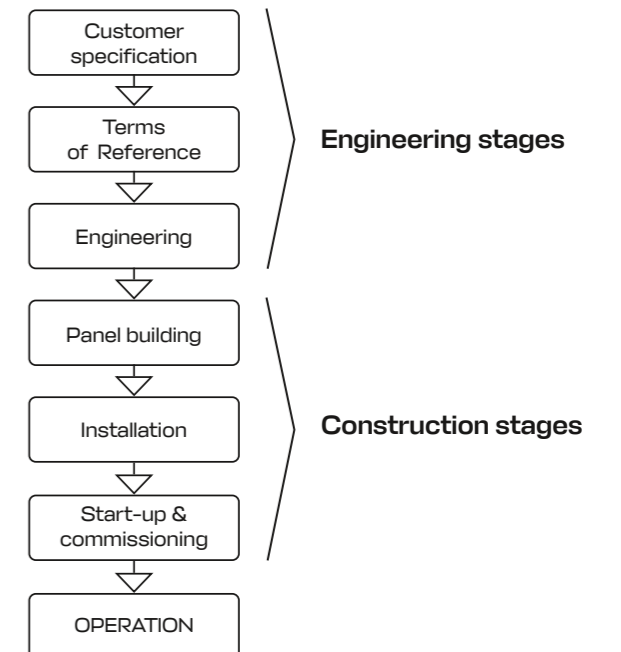 Customer
specification
Terms
of Reference
Engineering
Engineering stages
Panel building
Installation
Start-up &
commissioning
Construction stages
OPERATION